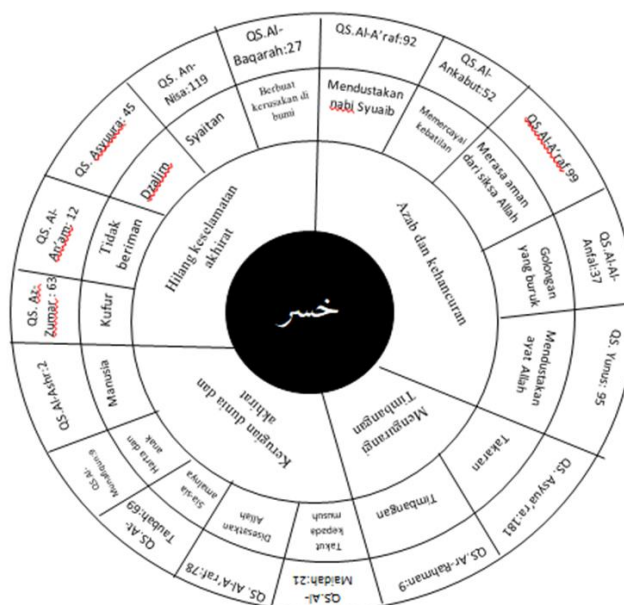 خسر
Azab dan kehancuran
Mengurangi
Timbangan
Kerugian dunia dan
akhirat
Hilang keselamatan
akhirat
Mendustakan
nabi Syuaib
Memercayai
kebatilan
Merasa aman
dari siksa Allah
Golongan
yang buruk
Mendustakan
ayat Allah
Takaran
Timbangan
Takut
kepada
musuh
Disesatkan
Allah
Sia-sia
amalnya
Harta dan
anak
Manusia
Kufur
Tidak
beriman
Dzalim
Syaitan
Berbuat
kerusakan di
bumi
QS.Al-A'raf:92
QS.Al-
Ankabut:52
QS.Al-A'raf 99
QS.Al-Al-
Anfal:37
QS. Yunus: 95
QS. Asyua'ra:181
QS.Ar-Rahman:9
QS.Al-
Maidah:21
QS. Al-A'raf:78
QS.At-
Taubah:69
QS.Al-
Munafiqun:9
QS.Al-Ashr:2
QS. Az-
Zumar : 63
QS. Al-
An'am: 12
QS. Asyuura: 45
QS. An-
Nisa:119
QS.Al-
Baqarah:27